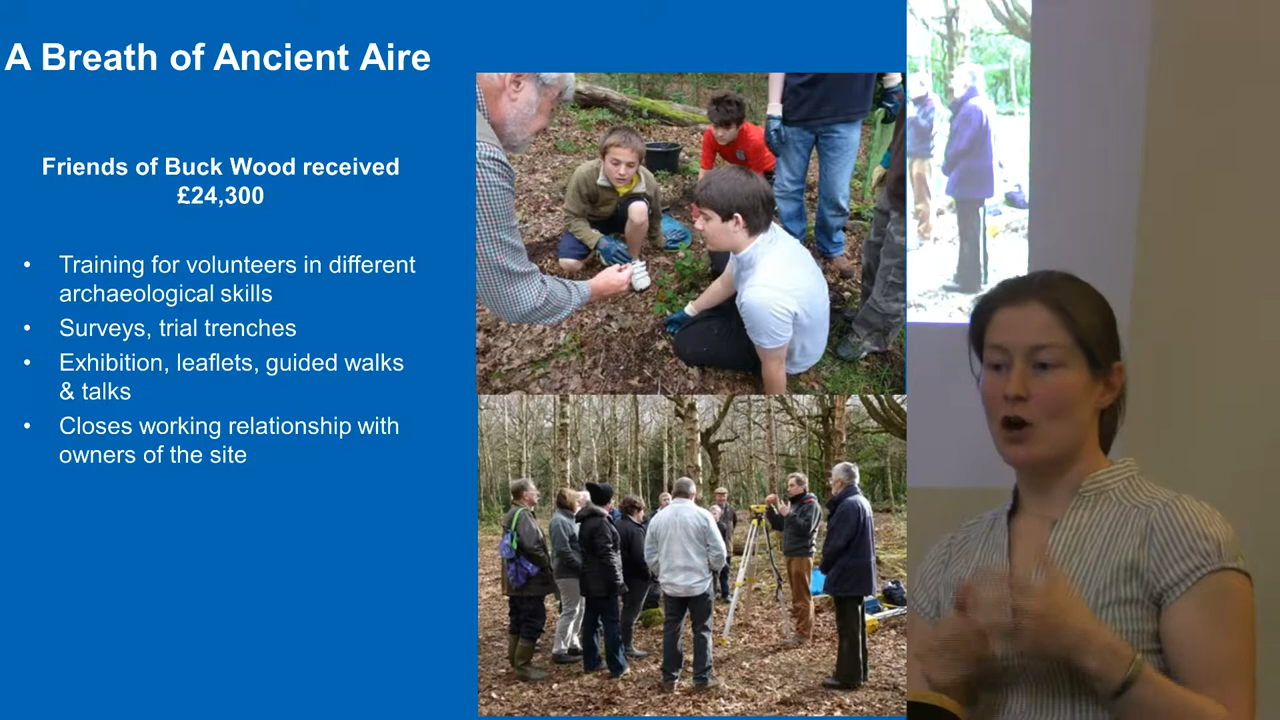 A Breath of Ancient Aire
Friends of Buck Wood received
£24,300
• Training for volunteers in different
archaeological skills
• Surveys, trial trenches
• Exhibition, leaflets, guided walks
& talks
• Closes working relationship with
owners of the site